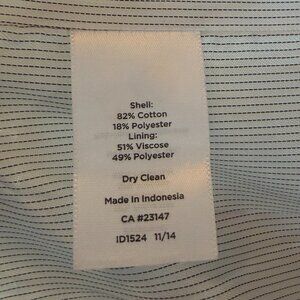 Shell:
82% Cotton
18% Polyester
Lining:
51% Viscose
49% Polyester
Dry Clean
Made In Indonesia
CA #23147
ID1524 11/14